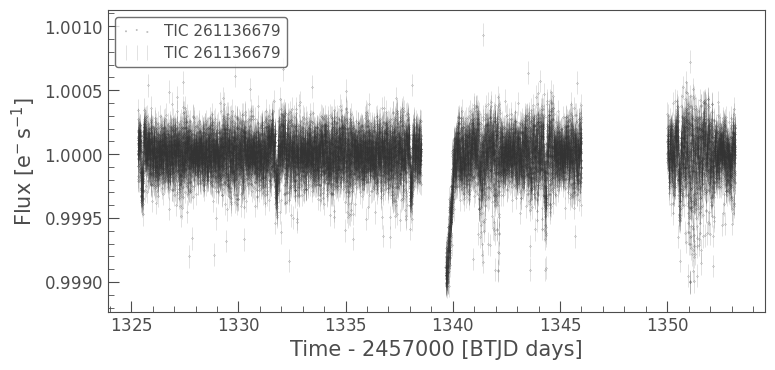 TIC 261136679
TIC 261136679
Flux [e⁻ s⁻¹]
1.0010
1.0005
1.0000
0.9995
0.9990
1325 1330 1335 1340 1345 1350
Time - 2457000 [BTJD days]